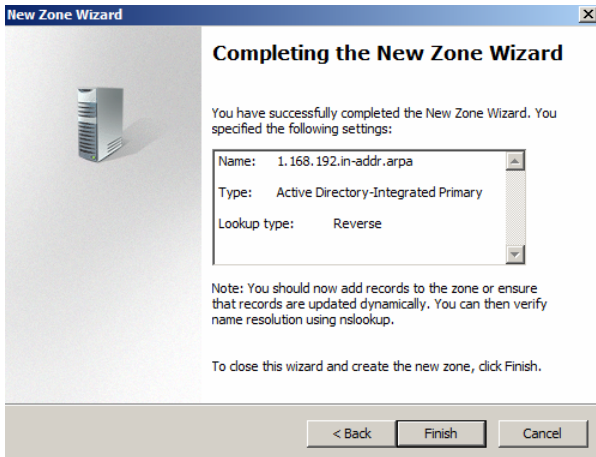 New Zone Wizard
Completing the New Zone Wizard
You have successfully completed the New Zone Wizard. You
specified the following settings:
Name: 1.168.192.in-addr.arpa
Type: Active Directory-Integrated Primary
Lookup type: Reverse
Note: You should now add records to the zone or ensure
that records are updated dynamically. You can then verify
name resolution using nslookup.
To close this wizard and create the new zone, click Finish.
< Back Finish Cancel